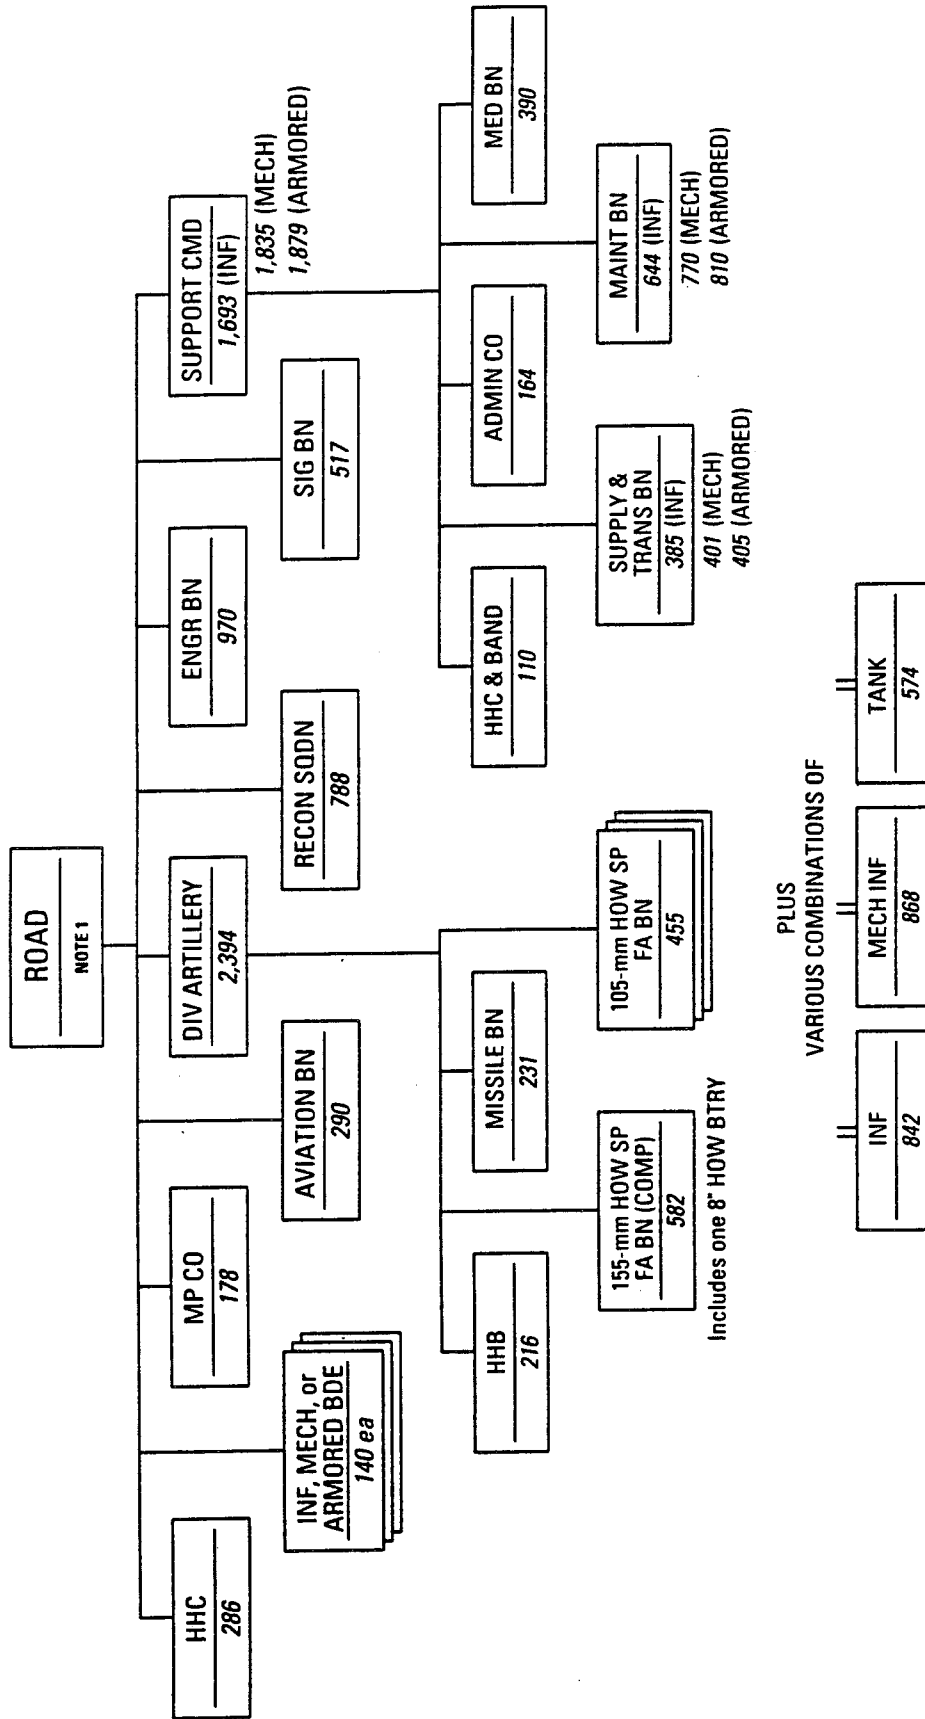 ROAD
NOTE 1
HHC
286
MP CO
178
DIV ARTILLERY
2,394
ENGR BN
970
SUPPORT CMD
1,693 (INF)
1,835 (MECH)
1,879 (ARMORED)
INF, MECH, or
ARMORED BDE
140 ea
AVIATION BN
290
RECON SQDN
788
SIG BN
517
HHB
216
MISSILE BN
231
HHC & BAND
110
ADMIN CO
164
MED BN
390
155-mm HOW SP
FA BN (COMP)
582
Includes one 8" HOW BTRY
105-mm HOW SP
FA BN
455
SUPPLY &
TRANS BN
385 (INF)
401 (MECH)
405 (ARMORED)
MAINT BN
644 (INF)
770 (MECH)
810 (ARMORED)
PLUS
VARIOUS COMBINATIONS OF
INF
842
MECH INF
868
TANK
574